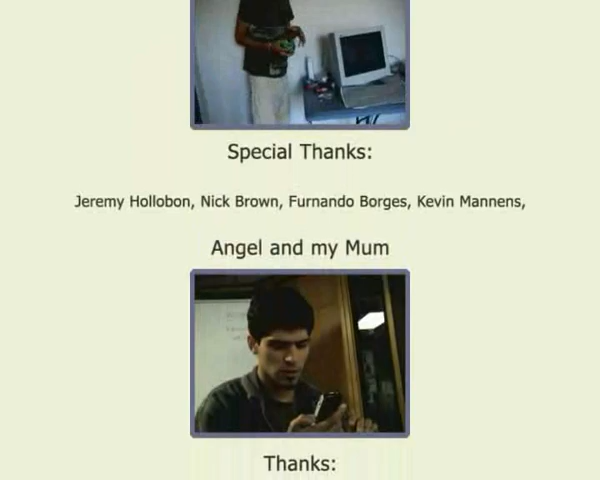 Special Thanks:
Jeremy Hollobon, Nick Brown, Furnando Borges, Kevin Mannens,
Angel and my Mum
Thanks: